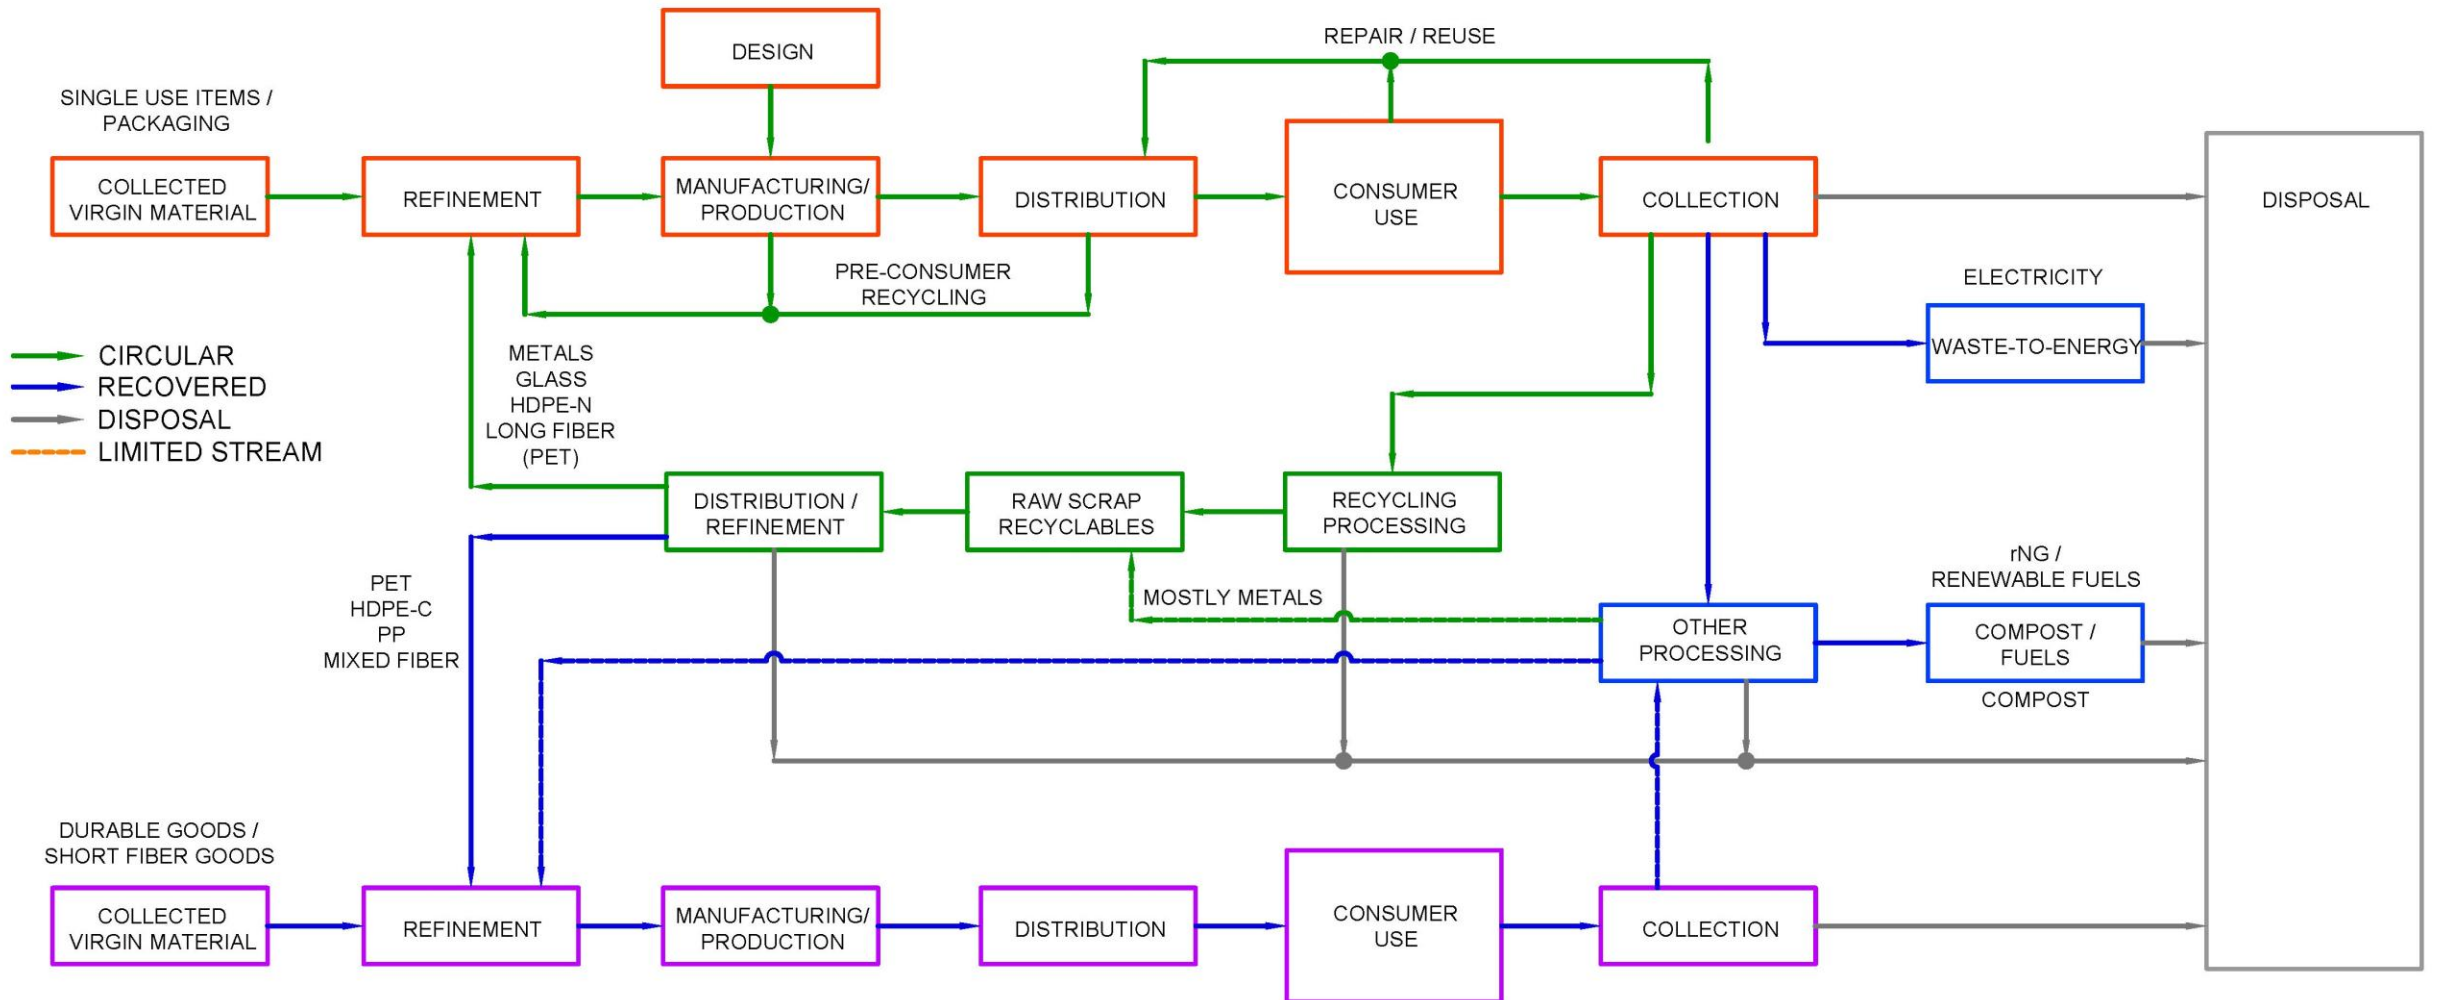 DESIGN
REPAIR / REUSE
SINGLE USE ITEMS /
PACKAGING
COLLECTED
VIRGIN MATERIAL
REFINEMENT
MANUFACTURING/
PRODUCTION
DISTRIBUTION
CONSUMER
USE
COLLECTION
DISPOSAL
PRE-CONSUMER
RECYCLING
ELECTRICITY
WASTE-TO-ENERGY
CIRCULAR
RECOVERED
DISPOSAL
LIMITED STREAM
METALS
GLASS
HDPE-N
LONG FIBER
(PET)
DISTRIBUTION /
REFINEMENT
RAW SCRAP
RECYCLABLES
RECYCLING
PROCESSING
PET
HDPE-C
PP
MIXED FIBER
MOSTLY METALS
OTHER
PROCESSING
rNG /
RENEWABLE FUELS
COMPOST /
FUELS
COMPOST
DURABLE GOODS /
SHORT FIBER GOODS
COLLECTED
VIRGIN MATERIAL
REFINEMENT
MANUFACTURING/
PRODUCTION
DISTRIBUTION
CONSUMER
USE
COLLECTION